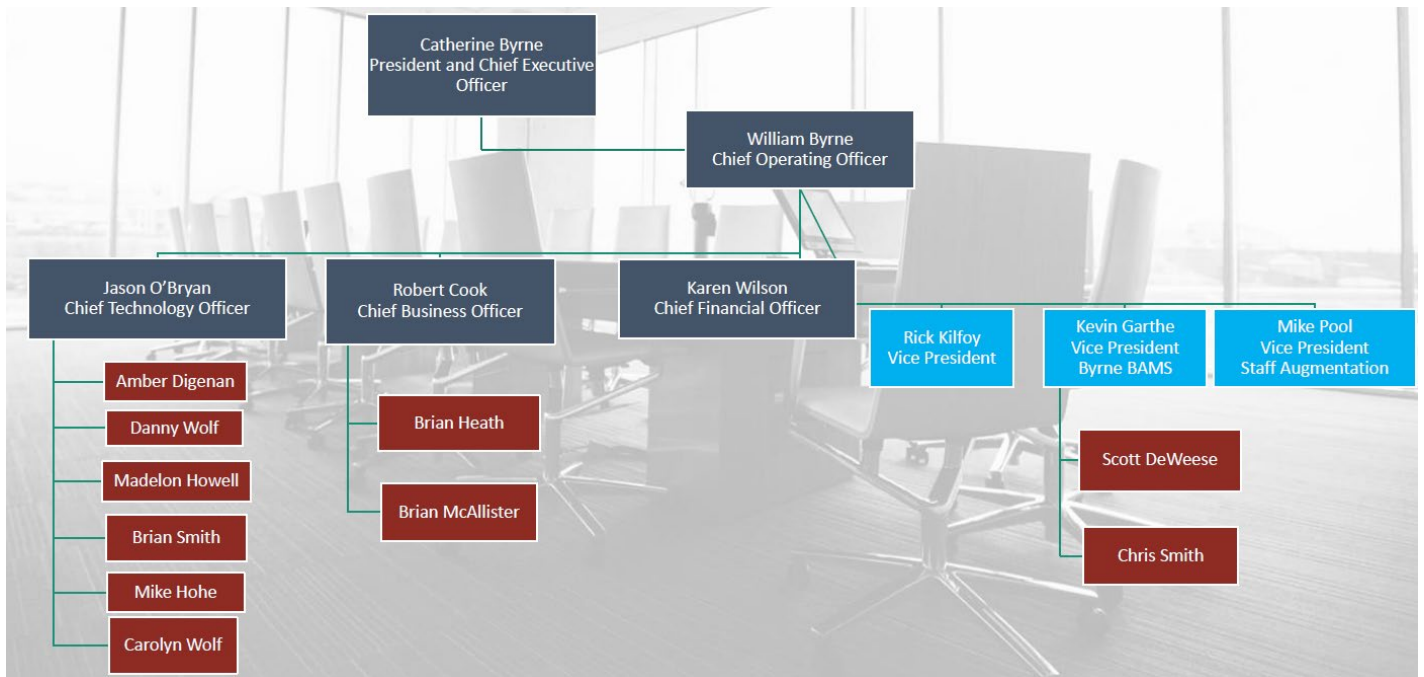 Catherine Byrne
President and Chief Executive
Officer
William Byrne
Chief Operating Officer
Jason O’Bryan
Chief Technology Officer
Robert Cook
Chief Business Officer
Karen Wilson
Chief Financial Officer
Rick Kilfoy
Vice President
Kevin Garthe
Vice President
Byrne BAMS
Mike Pool
Vice President
Staff Augmentation
Amber Digenan
Danny Wolf
Madelon Howell
Brian Smith
Mike Hohe
Carolyn Wolf
Brian Heath
Brian McAllister
Scott DeWeese
Chris Smith